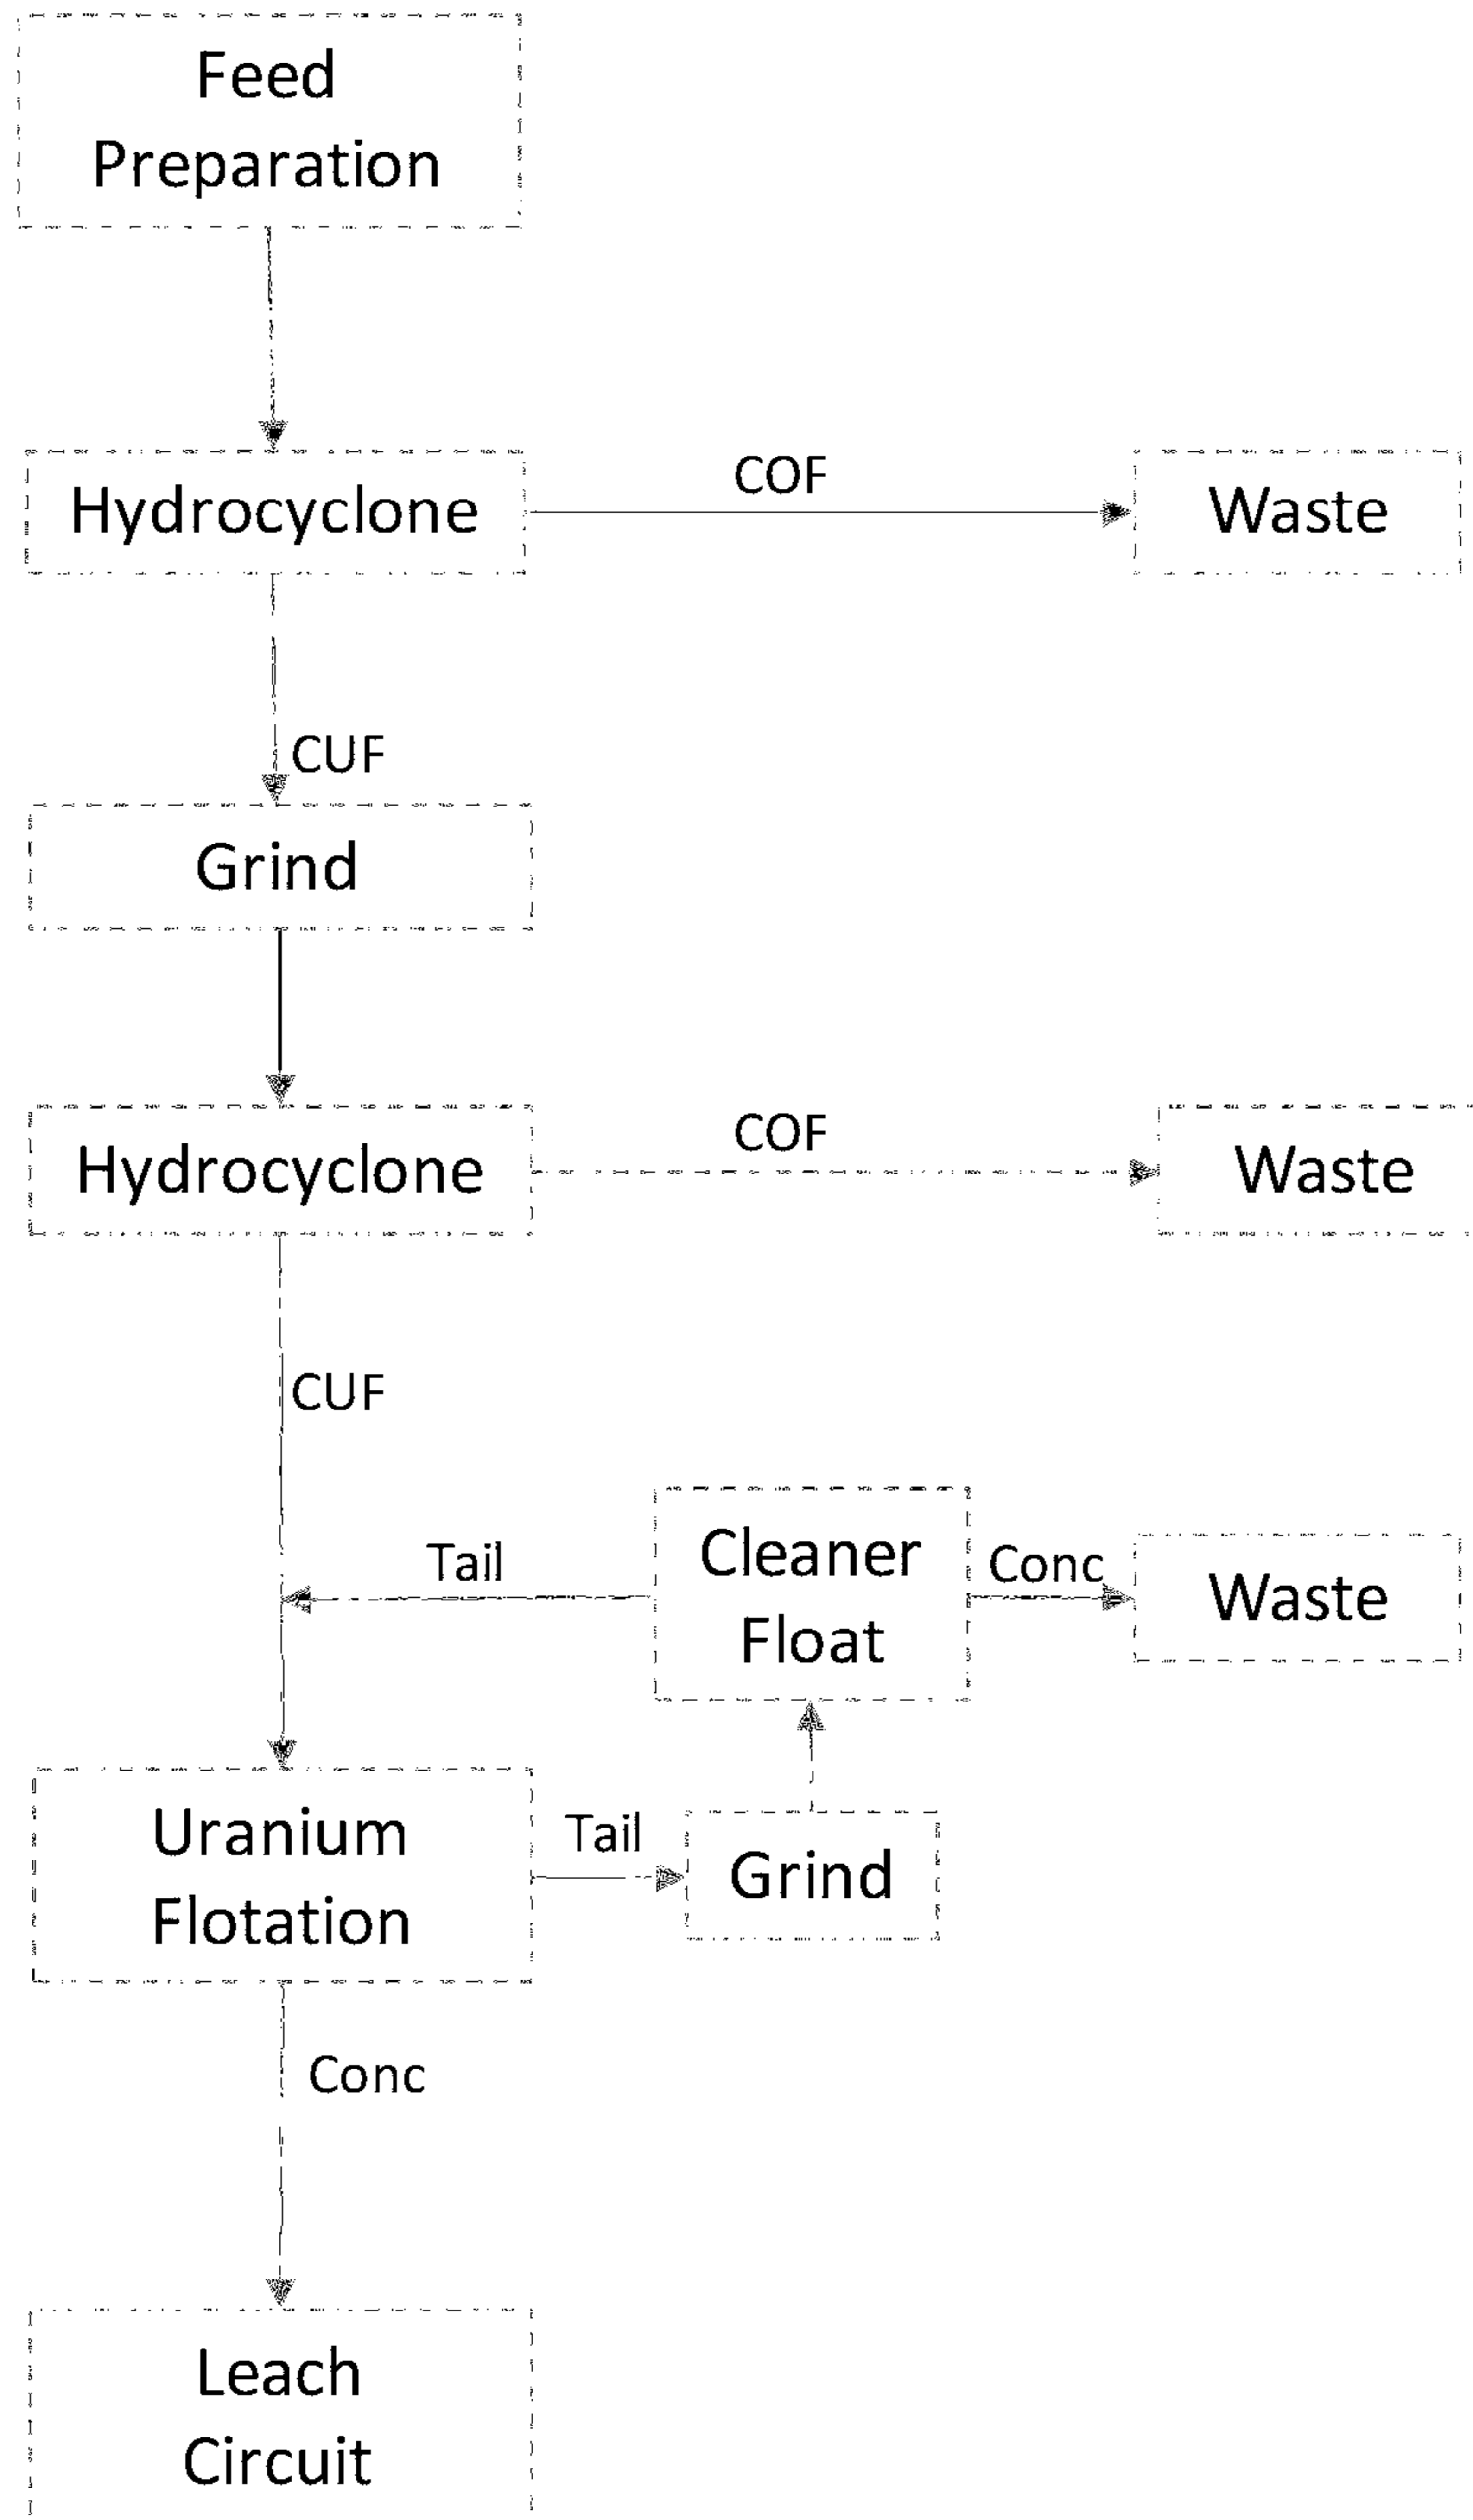 Feed
Preparation
Hydrocyclone
COF
Waste
CUF
Grind
Hydrocyclone
COF
Waste
CUF
Tail
Cleaner
Float
Conc
Waste
Uranium
Flotation
Tail
Grind
Conc
Leach
Circuit